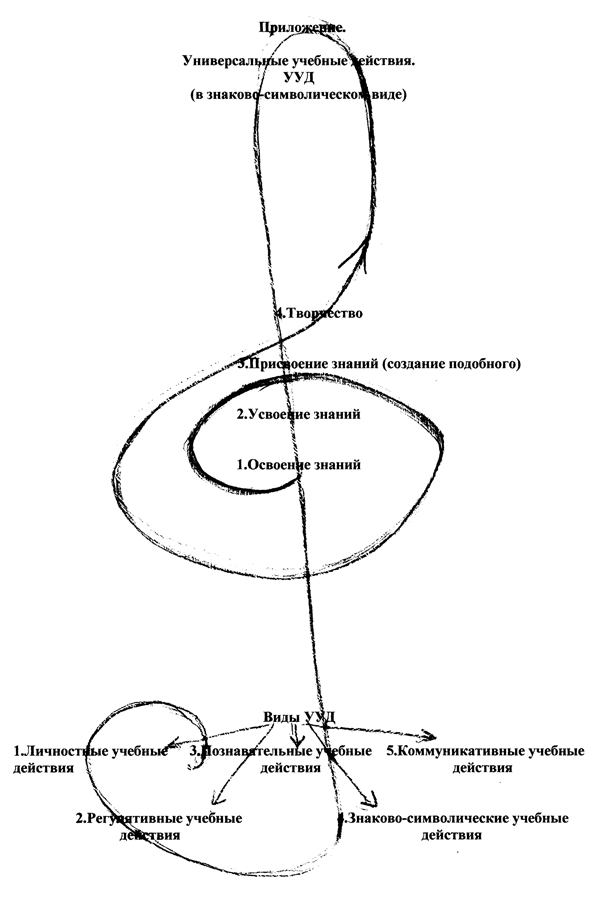 Приложение.
Универсальные учебные действия.
УУД
(в знаково-символическом виде)
4.Творчество
3.Присвоение знаний (создание подобного)
2.Усвоение знаний
1.Освоение знаний
Виды УУД
1.Личностные учебные действия
3.Познавательные учебные действия
5.Коммуникативные учебные действия
2.Регулятивные учебные действия
4.Знаково-символические учебные действия